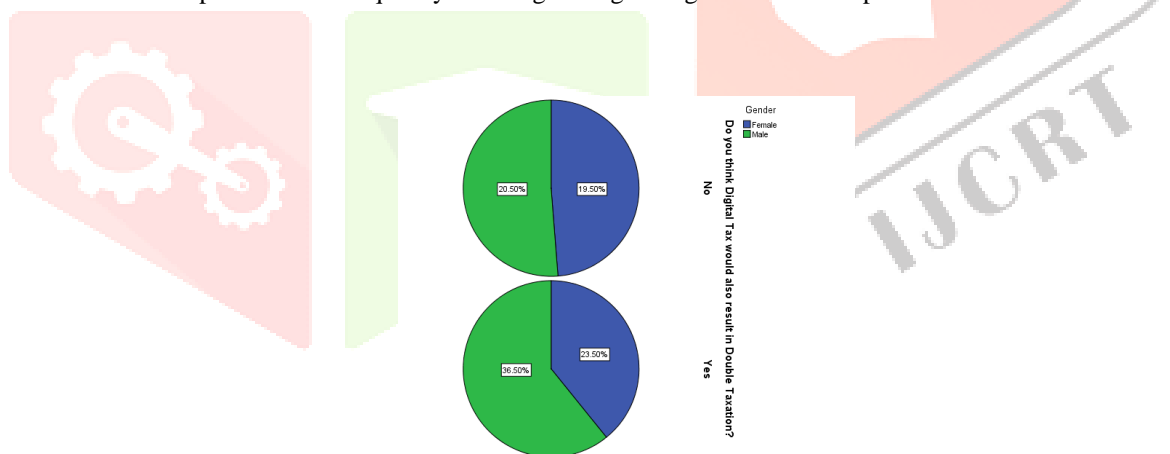 Gender
Female
Male
Do you think Digital Tax would also result in Double Taxation?
No
20.50%
19.50%
Yes
23.50%
36.50%
IJCRT